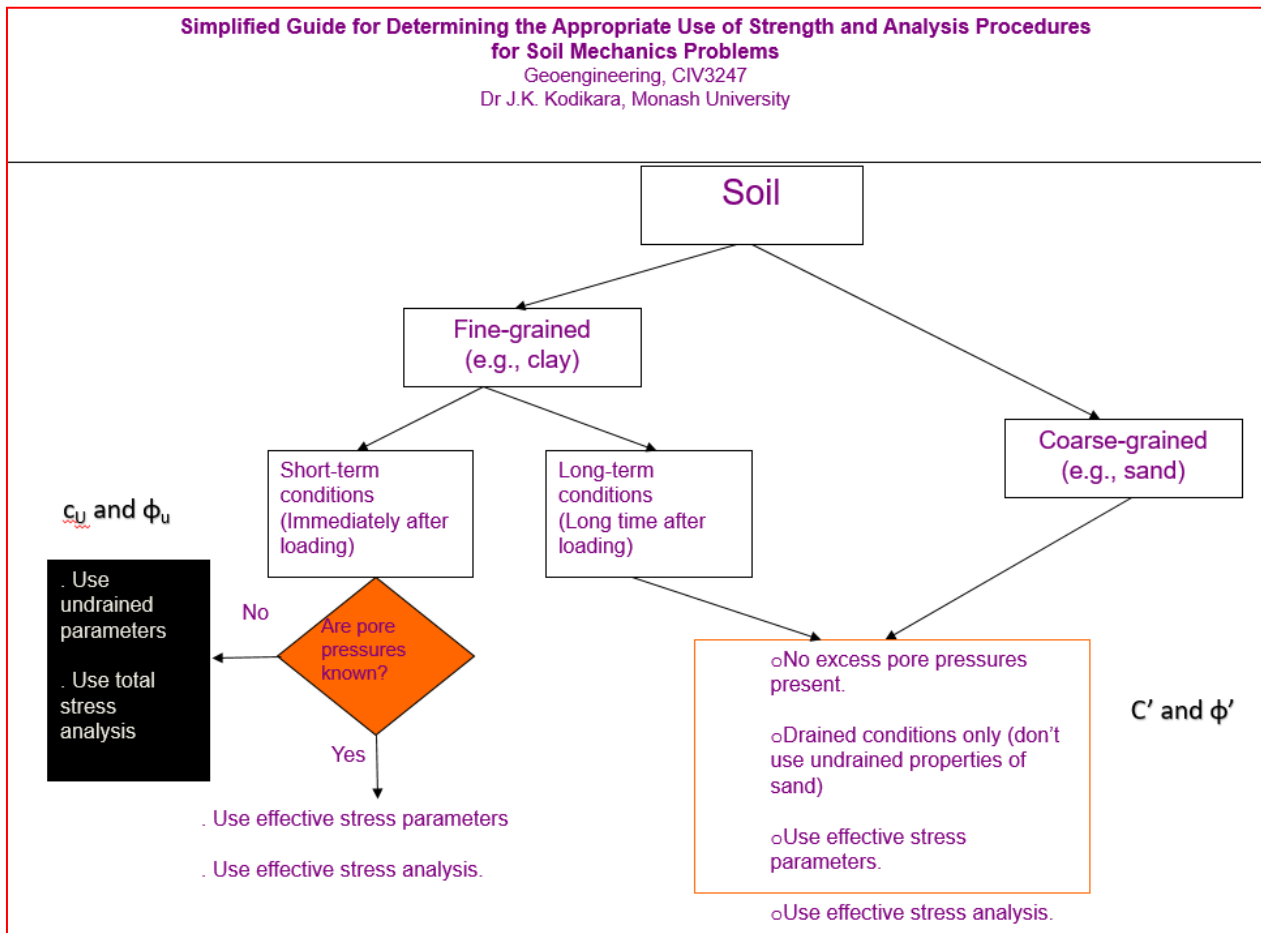 Simplified Guide for Determining the Appropriate Use of Strength and Analysis Procedures
for Soil Mechanics Problems
Geoengineering, CIV3247
Dr J.K. Kodikara, Monash University
Soil
Fine-grained
(e.g., clay)
Coarse-grained
(e.g., sand)
Short-term
conditions
(Immediately after
loading)
Long-term
conditions
(Long time after
loading)
cU and ϕu
. Use
undrained
parameters
. Use total
stress
analysis
No
Are pore
pressures
known?
Yes
. Use effective stress parameters
. Use effective stress analysis.
oNo excess pore pressures
present.
oDrained conditions only (don’t
use undrained properties of
sand)
oUse effective stress
parameters.
oUse effective stress analysis.
C’ and ϕ’